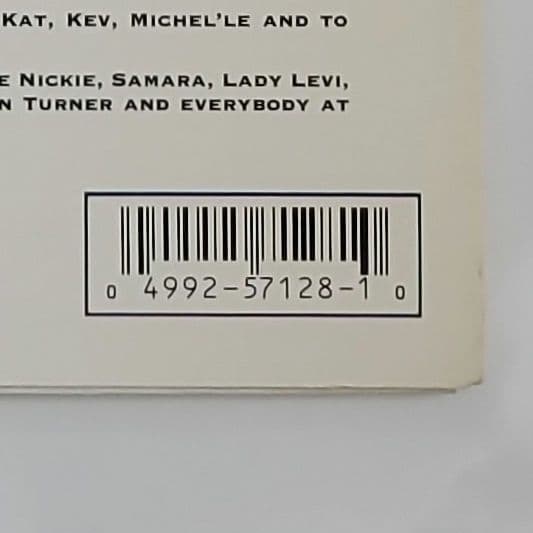 Kat, Kev, Michel'le and to
e Nickie, Samara, Lady Levi,
n Turner and everybody at
0 4992-57128-1 0